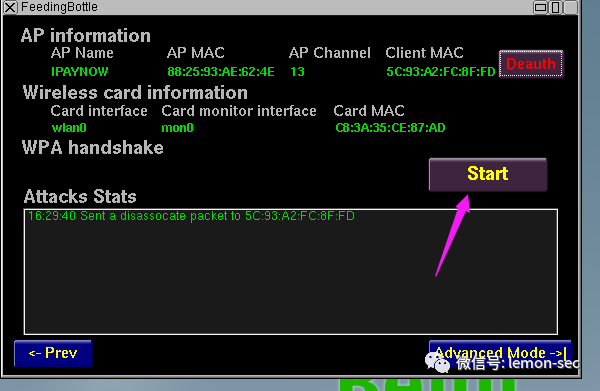 FeedingBottle
AP information
AP Name AP MAC AP Channel Client MAC
IPAYNOW 88:25:93:AE:62:4E 13 5C:93:A2:FC:8F:FD
Deauth
Wireless card information
Card interface Card monitor interface Card MAC
wlan0 mon0 C8:3A:35:CE:87:AD
WPA handshake
Start
Attacks Stats
16:29:40 Sent a disassocate packet to 5C:93:A2:FC:8F:FD
<- Prev
Advanced Mode ->|
微信号: lemon-sec